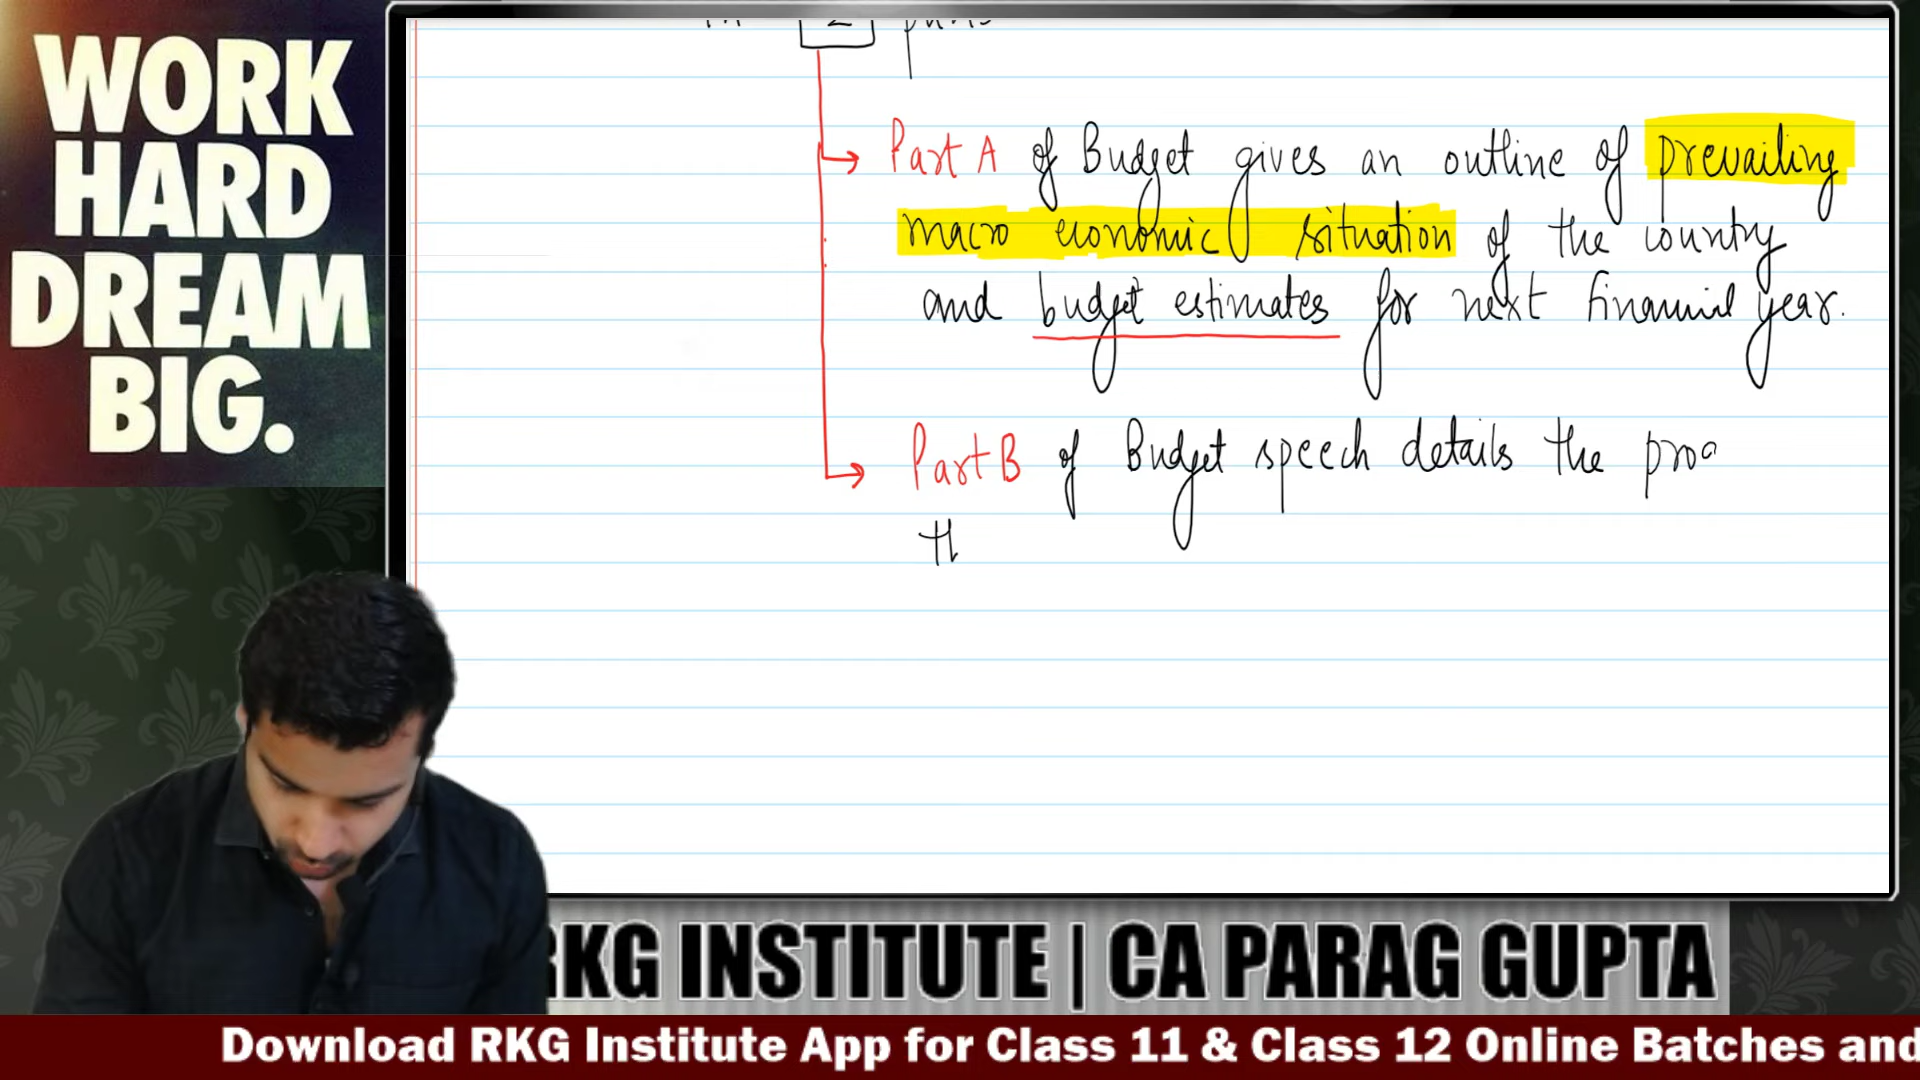 WORK
HARD
DREAM
BIG.
Part A of Budget gives an outline of prevailing
macro economic situation of the country
and budget estimates for next financial year.
Part B of Budget speech details the
th
KG INSTITUTE | CA PARAG GUPTA
Download RKG Institute App for Class 11 & Class 12 Online Batches and